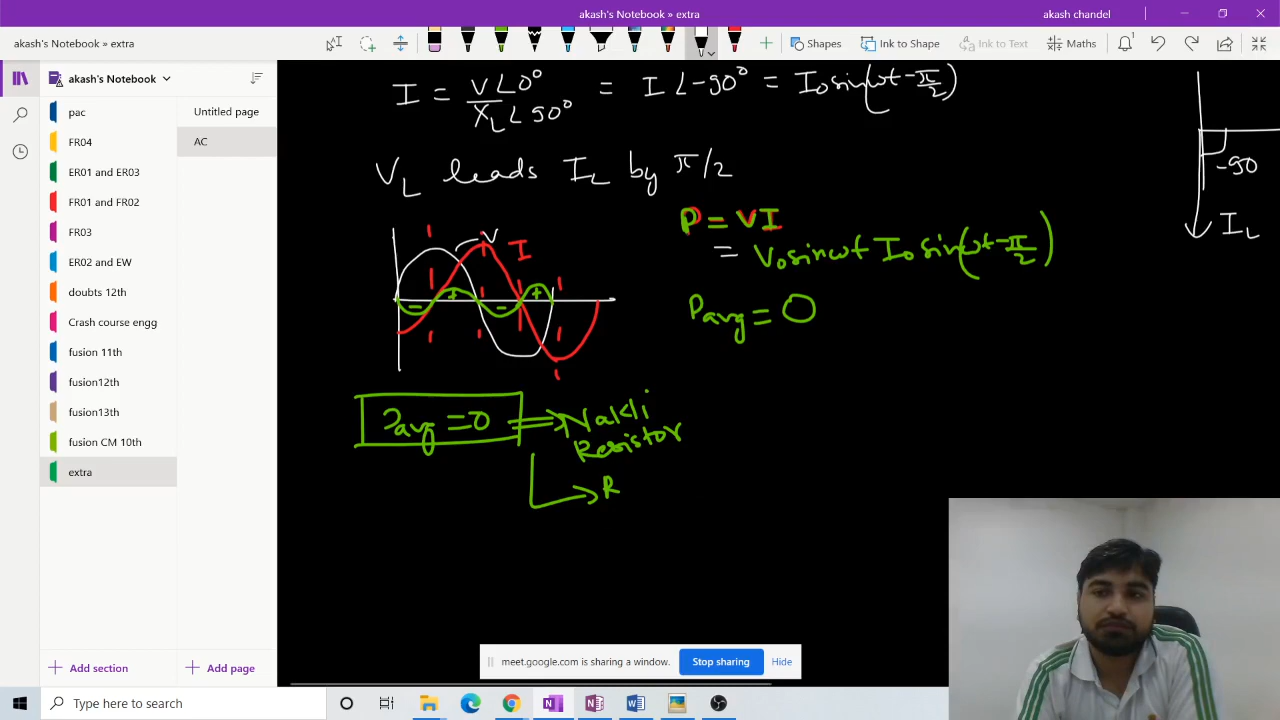 akash's Notebook » extra
akash chandel
akash's Notebook » extra
Shapes
Ink to Shape
Ink to Text
Maths
akash's Notebook
pac
FR04
ER01 and ER03
FR01 and FR02
FR03
ER02 and EW
doubts 12th
Crash course engg
fusion 11th
fusion12th
fusion13th
fusion CM 10th
extra
Add section
Untitled page
AC
Add page
I = V∠0° / X_L∠90° = I∠-90° = I₀sin(ωt-π/2)
V_L leads I_L by π/2
V
I
- + - +
P = VI
= V₀sinωt I₀sin(ωt-π/2)
Pavg = 0
Pavg = 0 ⇒ Nakli
Resistor
→ R
-90
I_L
meet.google.com is sharing a window.
Stop sharing
Hide
Type here to search